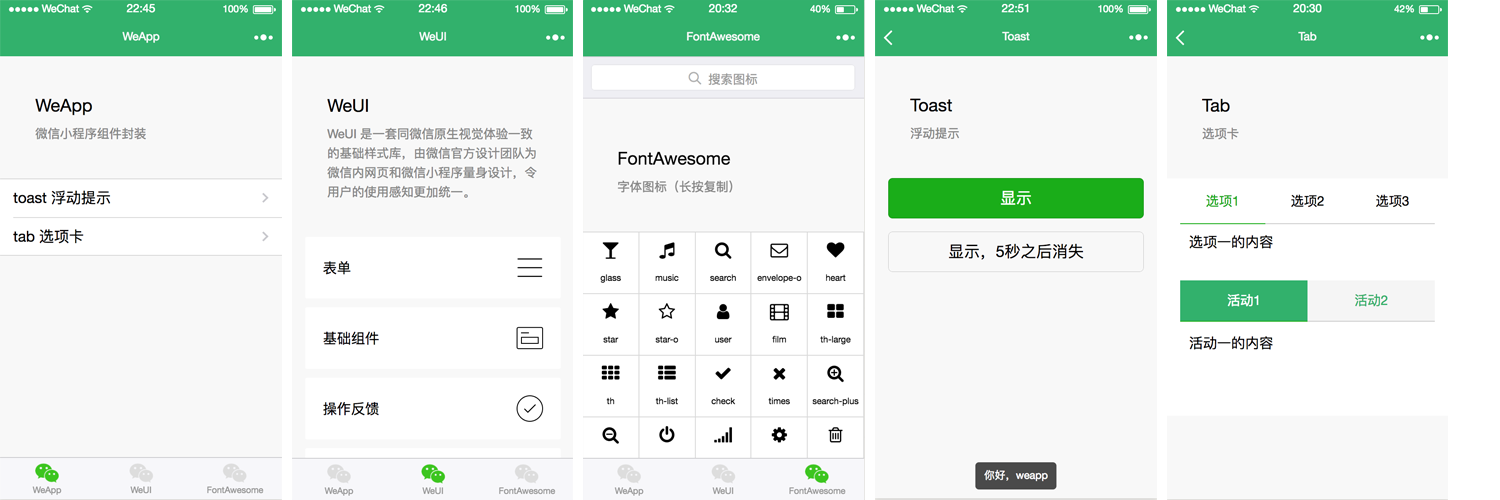 WeChat 22:45 100%
WeApp
WeApp
微信小程序组件封装
toast 浮动提示
tab 选项卡
WeApp WeUI FontAwesome
WeChat 22:46 100%
WeUI
WeUI
WeUI 是一套同微信原生视觉体验一致
的基础样式库，由微信官方设计团队为
微信内网页和微信小程序量身设计，令
用户的使用感知更加统一。
表单
基础组件
操作反馈
WeApp WeUI FontAwesome
WeChat 20:32 40%
FontAwesome
搜索图标
FontAwesome
字体图标（长按复制）
glass music search envelope-o heart
star star-o user film th-large
th th-list check times search-plus
WeApp WeUI FontAwesome
WeChat 22:51 100%
Toast
Toast
浮动提示
显示
显示，5秒之后消失
你好，weapp
WeChat 20:30 42%
Tab
Tab
选项卡
选项1 选项2 选项3
选项一的内容
活动1 活动2
活动一的内容